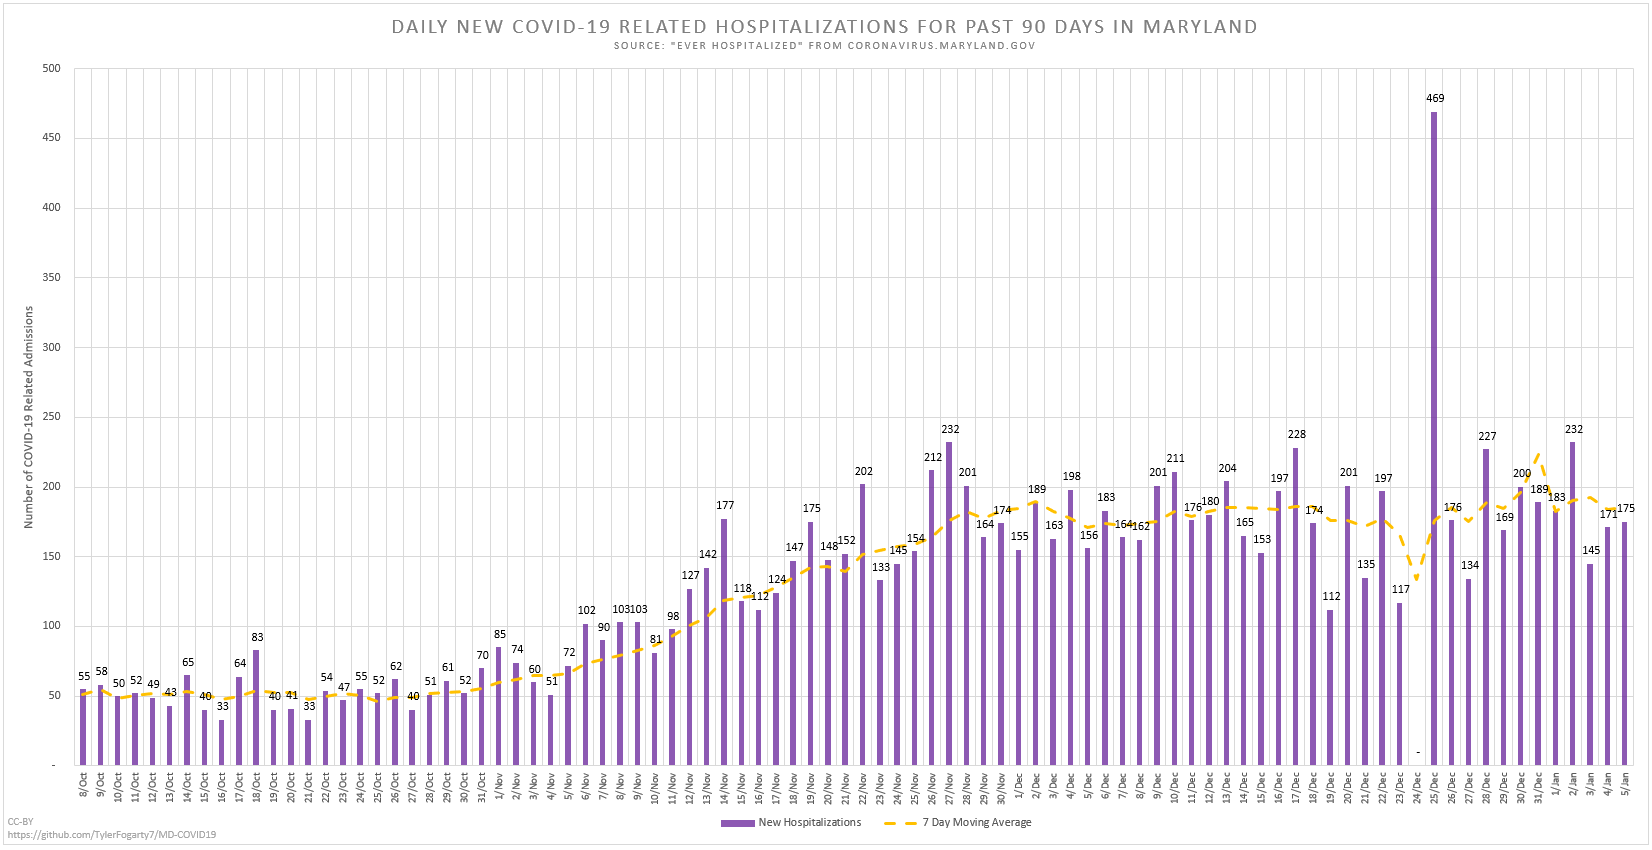 DAILY NEW COVID-19 RELATED HOSPITALIZATIONS FOR PAST 90 DAYS IN MARYLAND
SOURCE: "EVER HOSPITALIZED" FROM CORONAVIRUS.MARYLAND.GOV
Number of COVID-19 Related Admissions
500
450
400
350
300
250
200
150
100
50
-
55 58 50 52 49 43 65 40 33 64 83 40 41 33 54 47 55 52 62 40 51 61 52 70 85 74 60 51 72 102 90 103 103 81 98 127 142 177 118 112 124 147 175 148 152 202 133 145 154 212 232 201 164 174 155 189 163 198 156 183 164 162 201 211 176 180 204 165 153 197 228 174 112 201 135 197 117 - 469 176 134 227 169 200 189 183 232 145 171 175
8/Oct 9/Oct 10/Oct 11/Oct 12/Oct 13/Oct 14/Oct 15/Oct 16/Oct 17/Oct 18/Oct 19/Oct 20/Oct 21/Oct 22/Oct 23/Oct 24/Oct 25/Oct 26/Oct 27/Oct 28/Oct 29/Oct 30/Oct 31/Oct 1/Nov 2/Nov 3/Nov 4/Nov 5/Nov 6/Nov 7/Nov 8/Nov 9/Nov 10/Nov 11/Nov 12/Nov 13/Nov 14/Nov 15/Nov 16/Nov 17/Nov 18/Nov 19/Nov 20/Nov 21/Nov 22/Nov 23/Nov 24/Nov 25/Nov 26/Nov 27/Nov 28/Nov 29/Nov 30/Nov 1/Dec 2/Dec 3/Dec 4/Dec 5/Dec 6/Dec 7/Dec 8/Dec 9/Dec 10/Dec 11/Dec 12/Dec 13/Dec 14/Dec 15/Dec 16/Dec 17/Dec 18/Dec 19/Dec 20/Dec 21/Dec 22/Dec 23/Dec 24/Dec 25/Dec 26/Dec 27/Dec 28/Dec 29/Dec 30/Dec 31/Dec 1/Jan 2/Jan 3/Jan 4/Jan 5/Jan
New Hospitalizations 7 Day Moving Average
CC-BY
https://github.com/TylerFogarty7/MD-COVID19